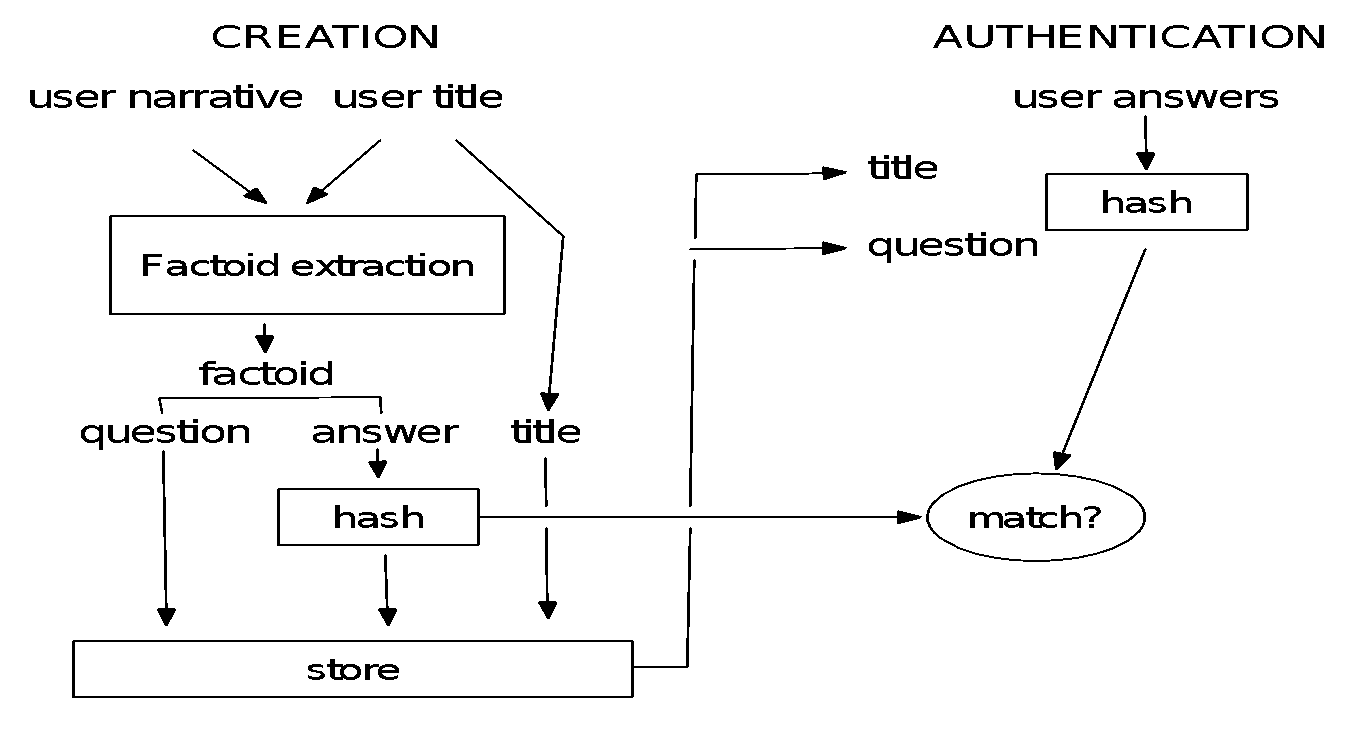 CREATION
AUTHENTICATION
user narrative
user title
user answers
title
hash
question
Factoid extraction
factoid
question
answer
title
hash
match?
store